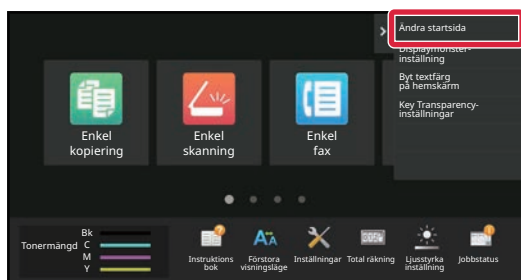 Ändra startsida
Displaymönster-
inställning
Byt textfärg
på hemskärm
Key Transparency-
inställningar
Enkel
kopiering
Enkel
skanning
Enkel
fax
Tonermängd
Bk
C
M
Y
Instruktions
bok
Förstora
visningsläge
Inställningar
Total räkning
Ljusstyrka
inställning
Jobbstatus